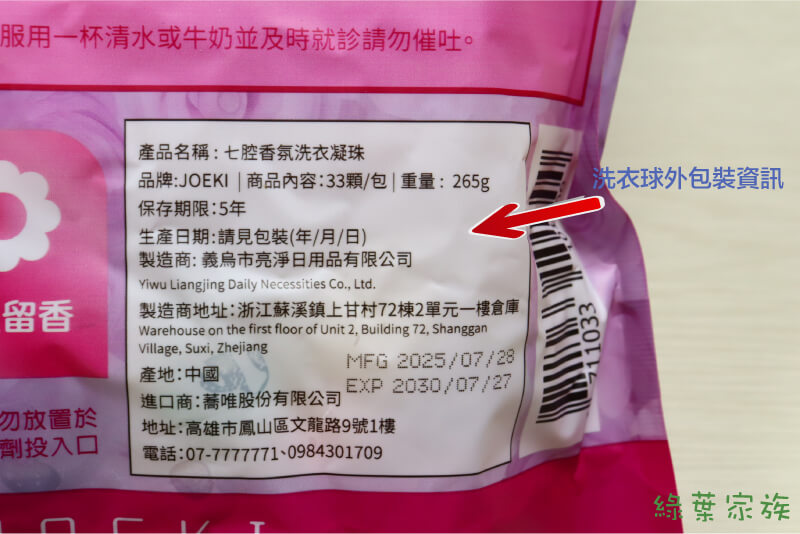 服用一杯清水或牛奶並及時就診請勿催吐。
產品名稱：七腔香氛洗衣凝珠
品牌:JOEKI｜商品內容:33顆/包｜重量：265g
保存期限:5年
生產日期:請見包裝(年/月/日)
製造商: 義烏市亮淨日用品有限公司
Yiwu Liangjing Daily Necessities Co., Ltd.
製造商地址:浙江蘇溪鎮上甘村72棟2單元一樓倉庫
Warehouse on the first floor of Unit 2, Building 72, Shanggan
Village, Suxi, Zhejiang
MFG 2025/07/28
產地:中國
EXP 2030/07/27
進口商:蕎唯股份有限公司
地址:高雄市鳳山區文龍路9號1樓
電話:07-7777771、0984301709
洗衣球外包裝資訊
留香
勿放置於
劑投入口
711033
JOEKI
綠葉家族